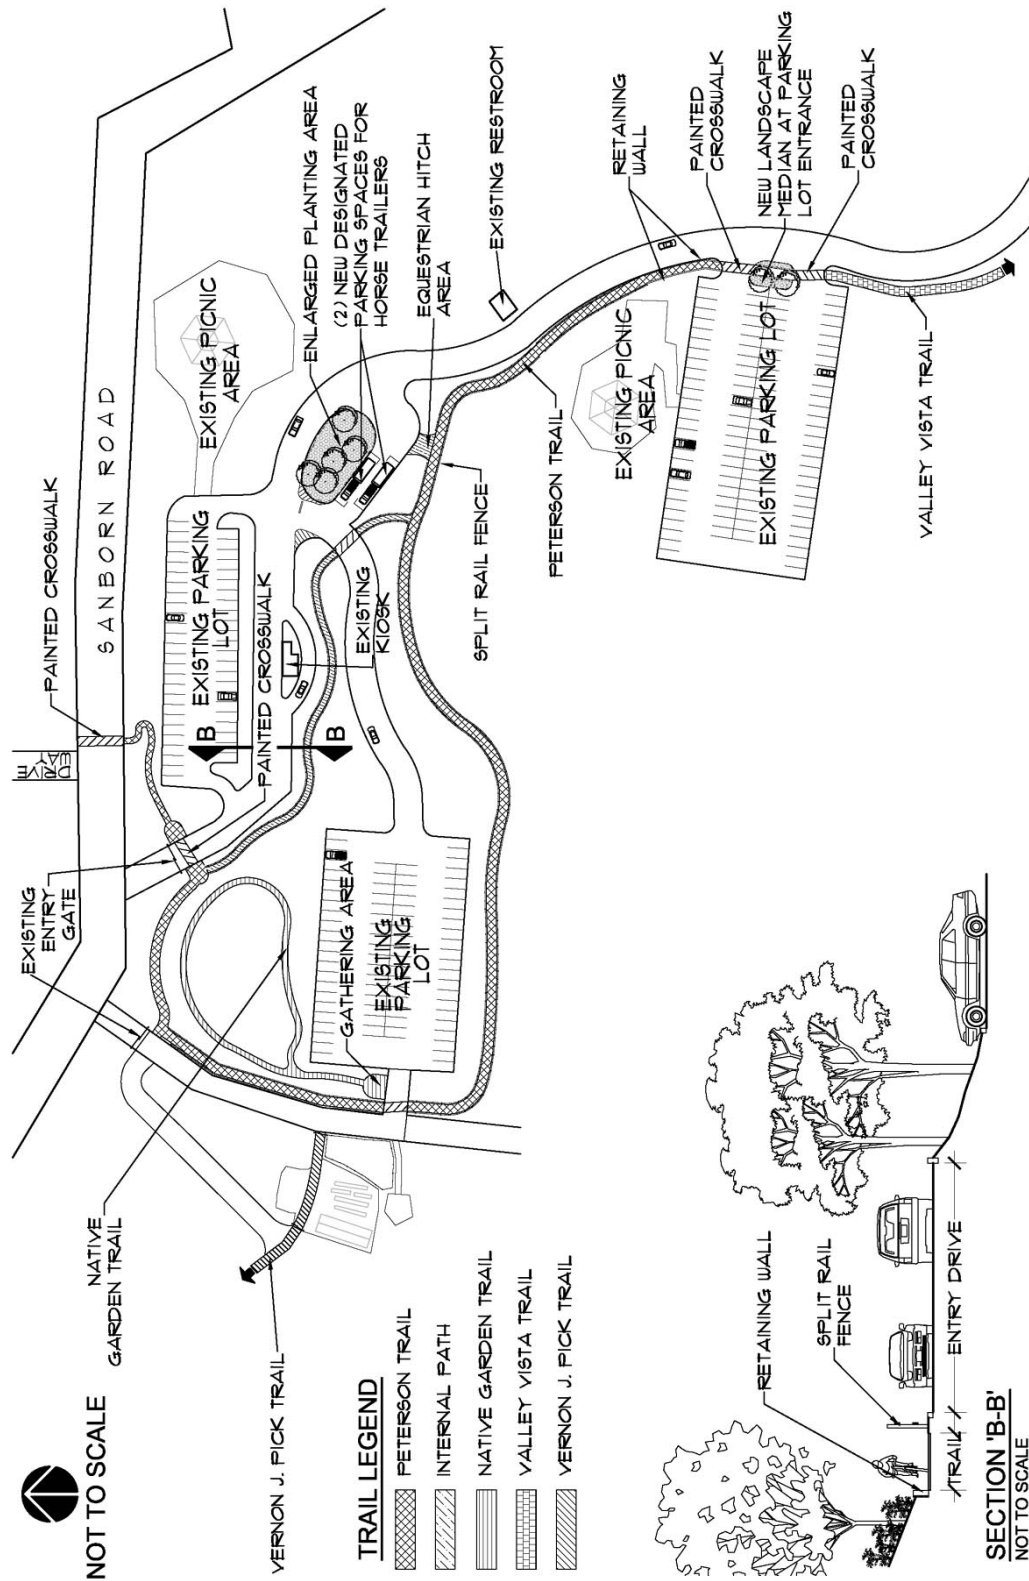 SANBORN ROAD
PAINTED CROSSWALK
DRIVE
WAY
EXISTING
ENTRY
GATE
EXISTING PICNIC
AREA
ENLARGED PLANTING AREA
(2) NEW DESIGNATED
PARKING SPACES FOR
HORSE TRAILERS
EQUESTRIAN HITCH
AREA
EXISTING RESTROOM
RETAINING
WALL
PAINTED
CROSSWALK
NEW LANDSCAPE
MEDIAN AT PARKING
LOT ENTRANCE
PAINTED
CROSSWALK
EXISTING PARKING
LOT
PAINTED CROSSWALK
B
B
EXISTING
KIOSK
SPLIT RAIL FENCE
PETERSON TRAIL
EXISTING PICNIC
AREA
EXISTING PARKING LOT
VALLEY VISTA TRAIL
GATHERING AREA
EXISTING
PARKING
LOT
NATIVE
GARDEN TRAIL
VERNON J. PICK TRAIL
NOT TO SCALE
TRAIL LEGEND
PETERSON TRAIL
INTERNAL PATH
NATIVE GARDEN TRAIL
VALLEY VISTA TRAIL
VERNON J. PICK TRAIL
RETAINING WALL
SPLIT RAIL
FENCE
TRAIL
ENTRY DRIVE
SECTION 'B-B'
NOT TO SCALE